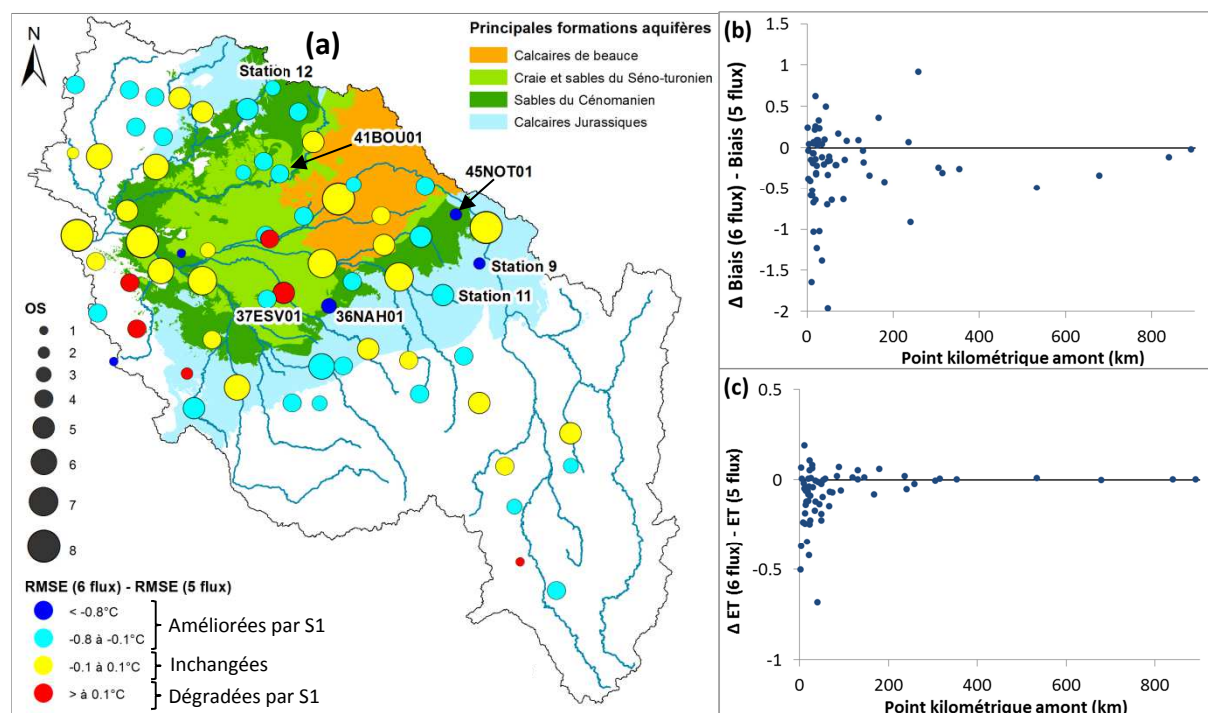 N
(a)
Principales formations aquifères
Calcaires de beauce
Craie et sables du Séno-turonien
Sables du Cénomanien
Calcaires Jurassiques
Station 12
41BOU01
45NOT01
Station 9
Station 11
37ESV01
36NAH01
OS
1
2
3
4
5
6
7
8
RMSE (6 flux) - RMSE (5 flux)
< -0.8°C
-0.8 à -0.1°C
Améliorées par S1
-0.1 à 0.1°C
Inchangées
> à 0.1°C
Dégradées par S1
(b)
Δ Biais (6 flux) - Biais (5 flux)
1
0.5
0
-0.5
-1
-1.5
-2
0
200
400
600
800
Point kilométrique amont (km)
(c)
Δ ET (6 flux) - ET (5 flux)
0.5
0
-0.5
-1
0
200
400
600
800
Point kilométrique amont (km)